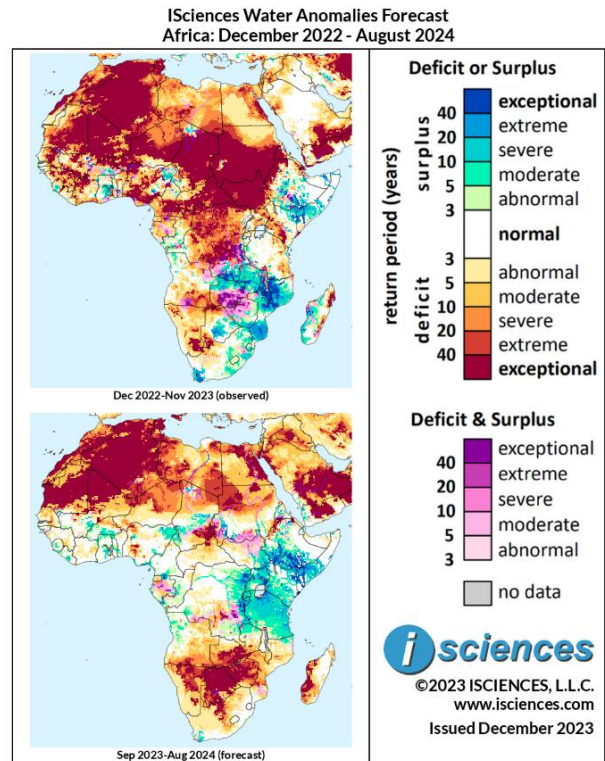 ISciences Water Anomalies Forecast
Africa: December 2022 - August 2024
Dec 2022-Nov 2023 (observed)
Sep 2023-Aug 2024 (forecast)
Deficit or Surplus
return period (years)
surplus
deficit
40
20
10
5
3
3
5
10
20
40
exceptional
extreme
severe
moderate
abnormal
normal
abnormal
moderate
severe
extreme
exceptional
Deficit & Surplus
40
20
10
5
3
exceptional
extreme
severe
moderate
abnormal
no data
i sciences
©2023 ISCIENCES, L.L.C.
www.isciences.com
Issued December 2023